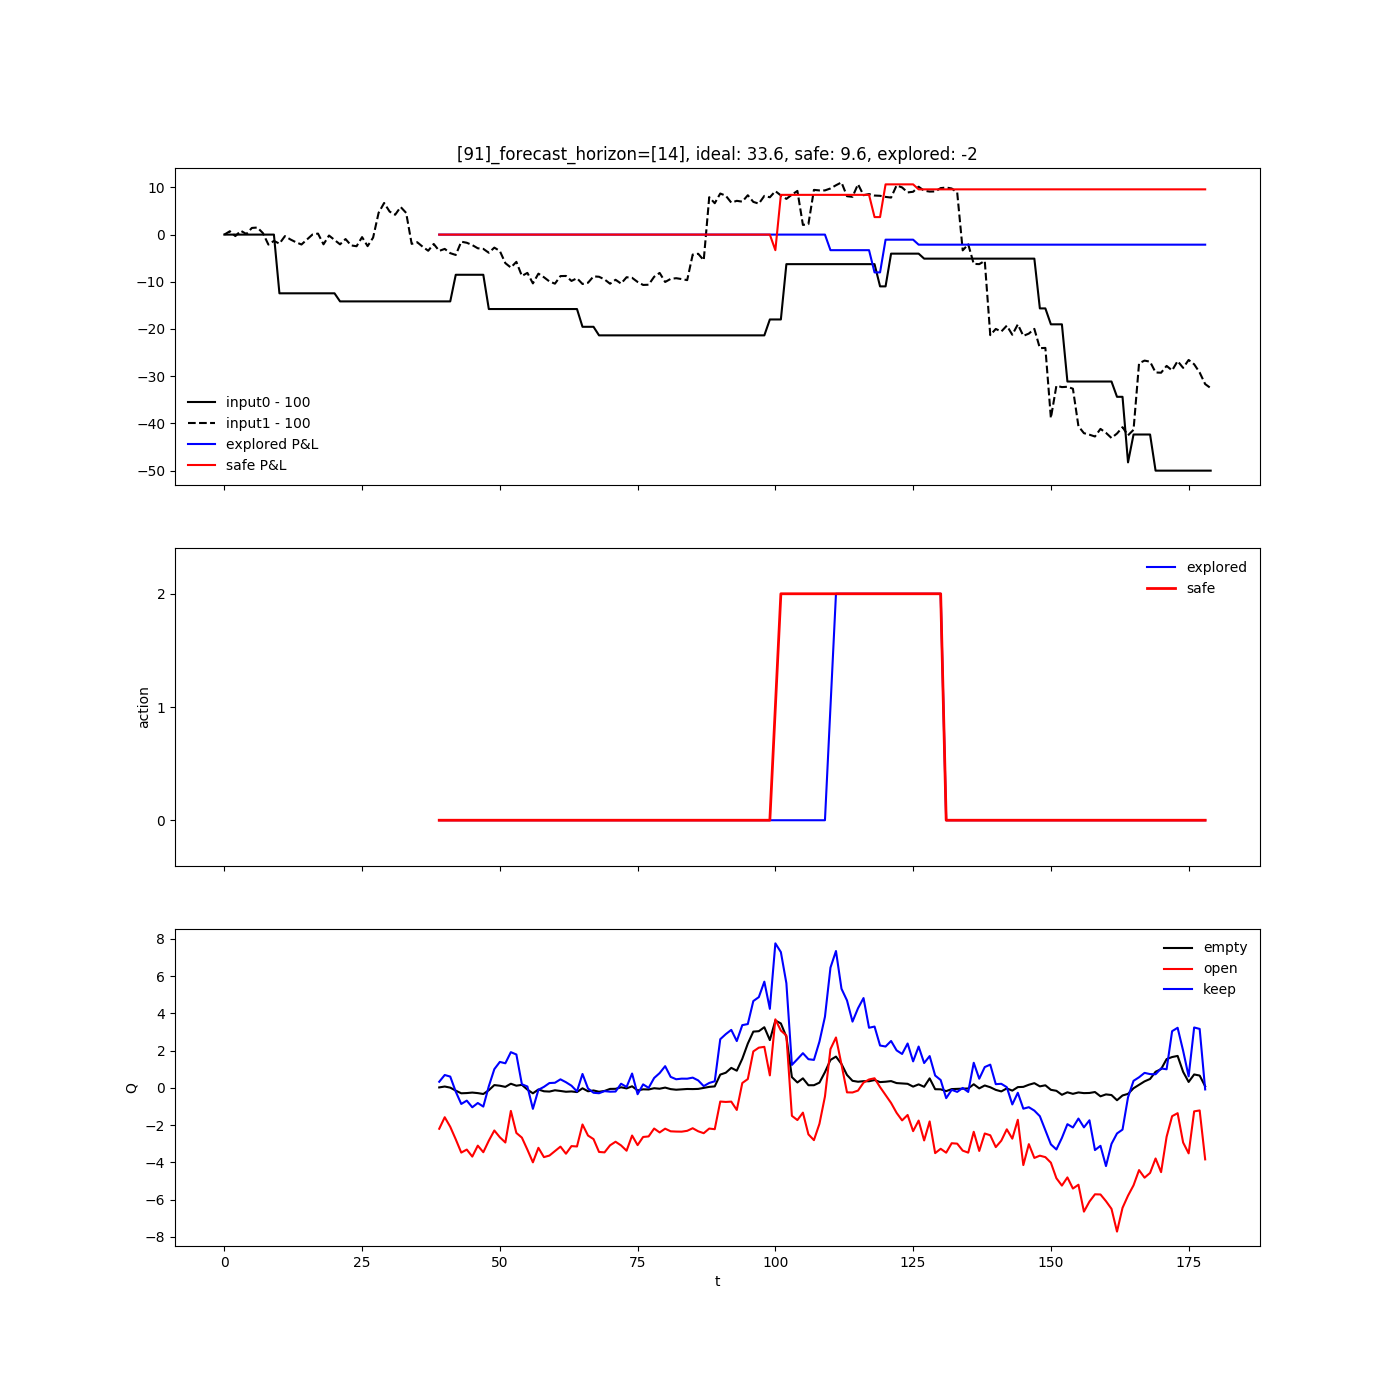 [91]_forecast_horizon=[14], ideal: 33.6, safe: 9.6, explored: -2
10
0
−10
−20
−30
−40
−50
input0 - 100
input1 - 100
explored P&L
safe P&L
2
1
0
action
explored
safe
8
6
4
2
0
−2
−4
−6
−8
Q
empty
open
keep
0 25 50 75 100 125 150 175
t